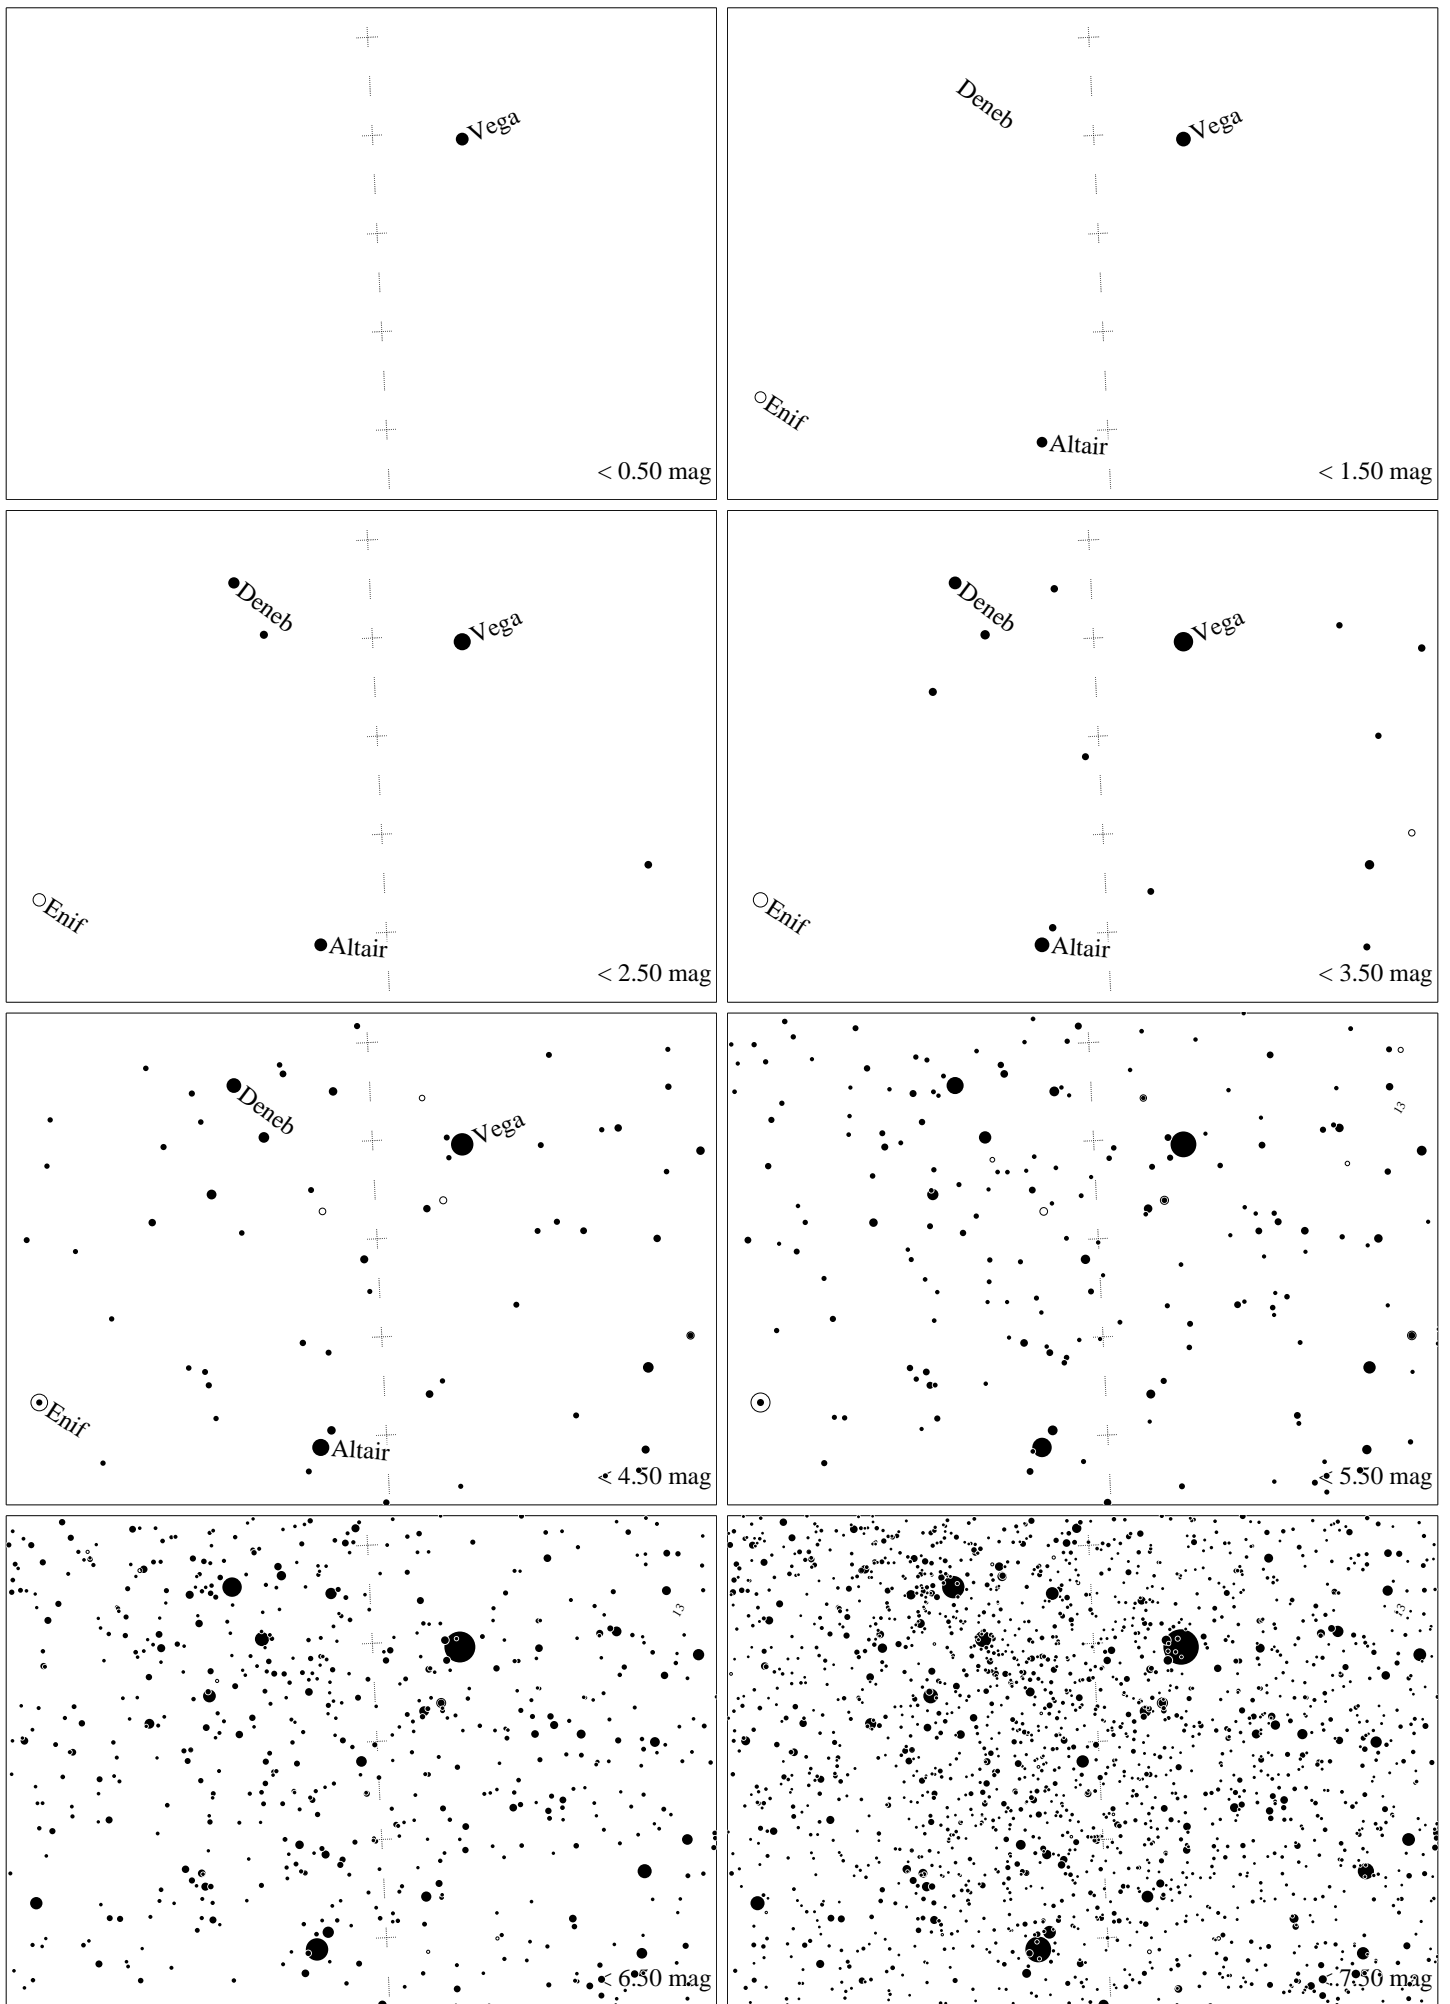 Vega
< 0.50 mag
Deneb
Vega
Enif
Altair
< 1.50 mag
Deneb
Vega
Enif
Altair
< 2.50 mag
Deneb
Vega
Enif
Altair
< 3.50 mag
Deneb
Vega
Enif
Altair
< 4.50 mag
13
< 5.50 mag
13
< 6.50 mag
13
< 7.50 mag